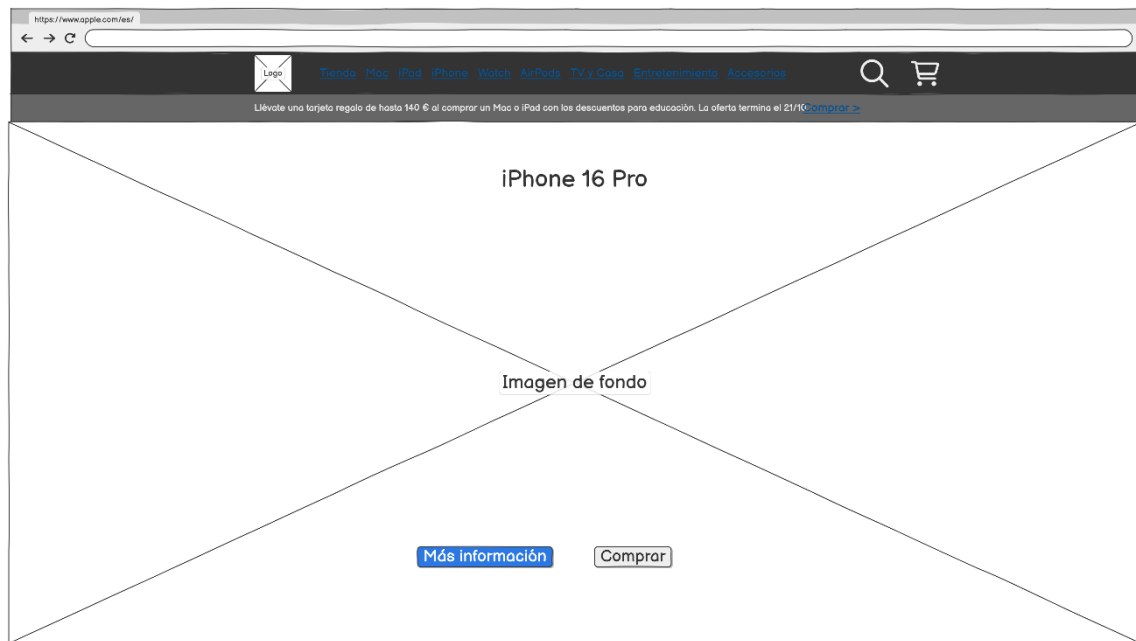 https://www.apple.com/es/
Logo Tienda Mac iPad iPhone Watch AirPods TV y Casa Entretenimiento Accesorios
Llévate una tarjeta regalo de hasta 140 € al comprar un Mac o iPad con los descuentos para educación. La oferta termina el 21/10 Comprar >
iPhone 16 Pro
Imagen de fondo
Más información Comprar